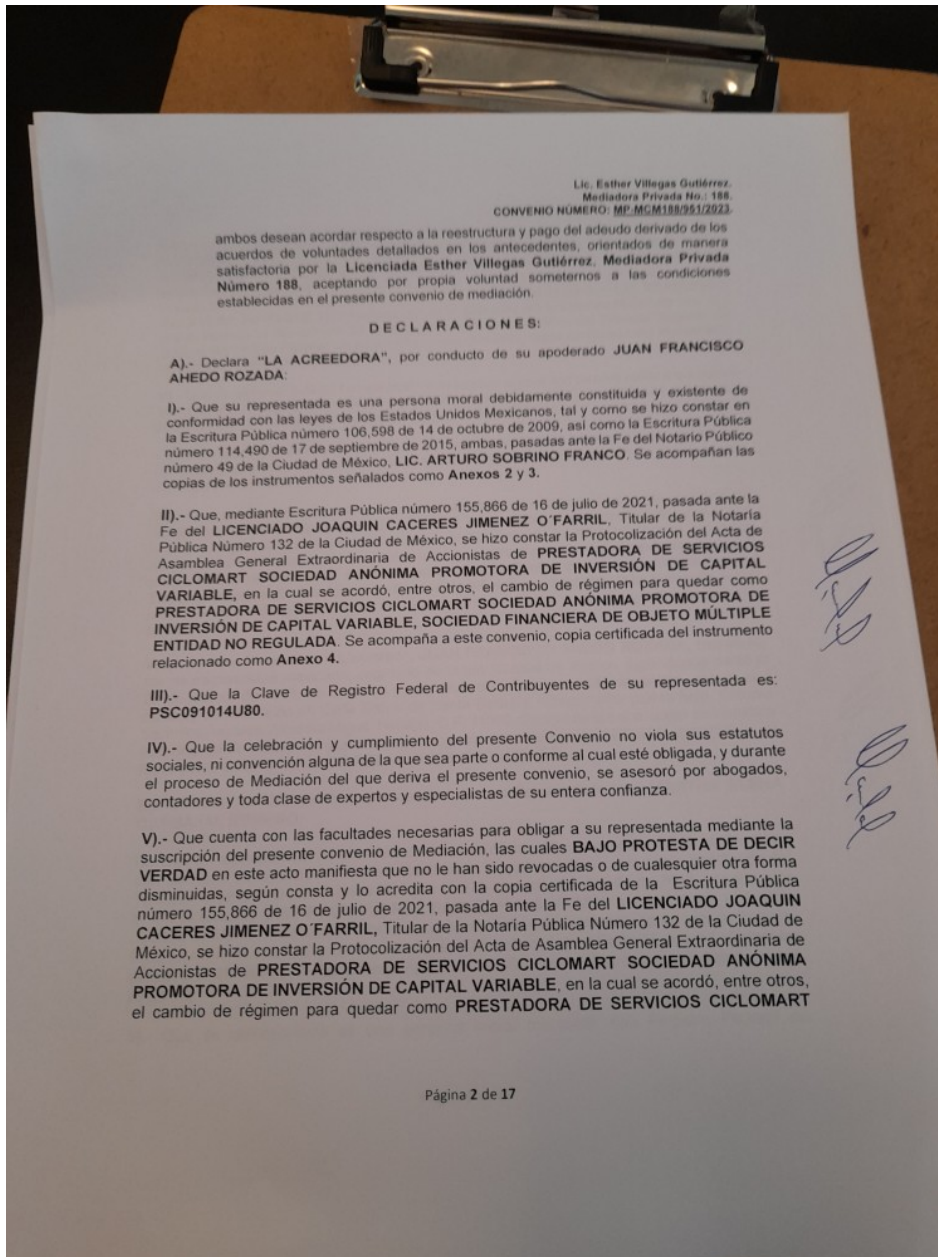 Lic. Esther Villegas Gutiérrez.
Mediadora Privada No.: 188.
CONVENIO NÚMERO: MP-MCM188/951/2023.
ambos desean acordar respecto a la reestructura y pago del adeudo derivado de los
acuerdos de voluntades detallados en los antecedentes, orientados de manera
satisfactoria por la Licenciada Esther Villegas Gutiérrez, Mediadora Privada
Número 188, aceptando por propia voluntad someternos a las condiciones
establecidas en el presente convenio de mediación.
D E C L A R A C I O N E S:
A).- Declara “LA ACREEDORA”, por conducto de su apoderado JUAN FRANCISCO
AHEDO ROZADA:
I).- Que su representada es una persona moral debidamente constituida y existente de
conformidad con las leyes de los Estados Unidos Mexicanos, tal y como se hizo constar en
la Escritura Pública número 106,598 de 14 de octubre de 2009, así como la Escritura Pública
número 114,490 de 17 de septiembre de 2015, ambas, pasadas ante la Fe del Notario Público
número 49 de la Ciudad de México, LIC. ARTURO SOBRINO FRANCO. Se acompañan las
copias de los instrumentos señalados como Anexos 2 y 3.
II).- Que, mediante Escritura Pública número 155,866 de 16 de julio de 2021, pasada ante la
Fe del LICENCIADO JOAQUIN CACERES JIMENEZ O´FARRIL, Titular de la Notaría
Pública Número 132 de la Ciudad de México, se hizo constar la Protocolización del Acta de
Asamblea General Extraordinaria de Accionistas de PRESTADORA DE SERVICIOS
CICLOMART SOCIEDAD ANÓNIMA PROMOTORA DE INVERSIÓN DE CAPITAL
VARIABLE, en la cual se acordó, entre otros, el cambio de régimen para quedar como
PRESTADORA DE SERVICIOS CICLOMART SOCIEDAD ANÓNIMA PROMOTORA DE
INVERSIÓN DE CAPITAL VARIABLE, SOCIEDAD FINANCIERA DE OBJETO MÚLTIPLE
ENTIDAD NO REGULADA. Se acompaña a este convenio, copia certificada del instrumento
relacionado como Anexo 4.
III).- Que la Clave de Registro Federal de Contribuyentes de su representada es:
PSC091014U80.
IV).- Que la celebración y cumplimiento del presente Convenio no viola sus estatutos
sociales, ni convención alguna de la que sea parte o conforme al cual esté obligada, y durante
el proceso de Mediación del que deriva el presente convenio, se asesoró por abogados,
contadores y toda clase de expertos y especialistas de su entera confianza.
V).- Que cuenta con las facultades necesarias para obligar a su representada mediante la
suscripción del presente convenio de Mediación, las cuales BAJO PROTESTA DE DECIR
VERDAD en este acto manifiesta que no le han sido revocadas o de cualesquier otra forma
disminuidas, según consta y lo acredita con la copia certificada de la Escritura Pública
número 155,866 de 16 de julio de 2021, pasada ante la Fe del LICENCIADO JOAQUIN
CACERES JIMENEZ O´FARRIL, Titular de la Notaría Pública Número 132 de la Ciudad de
México, se hizo constar la Protocolización del Acta de Asamblea General Extraordinaria de
Accionistas de PRESTADORA DE SERVICIOS CICLOMART SOCIEDAD ANÓNIMA
PROMOTORA DE INVERSIÓN DE CAPITAL VARIABLE, en la cual se acordó, entre otros,
el cambio de régimen para quedar como PRESTADORA DE SERVICIOS CICLOMART
Página 2 de 17